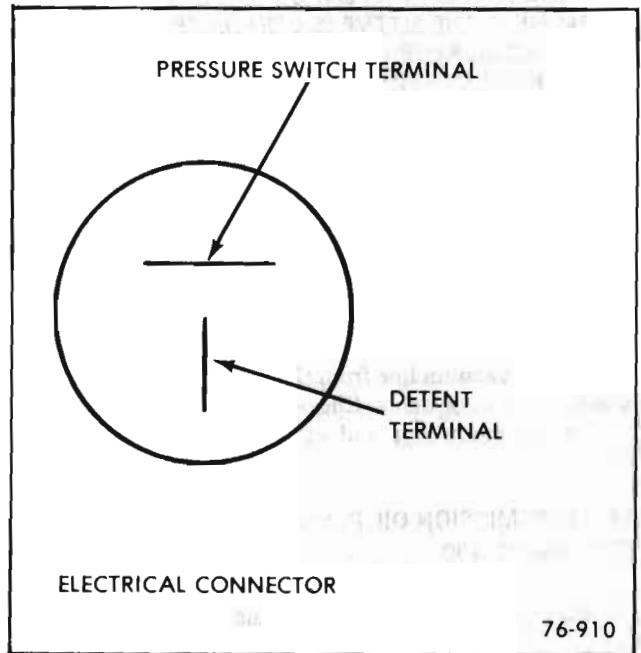 PRESSURE SWITCH TERMINAL
DETENT
TERMINAL
ELECTRICAL CONNECTOR
76-910